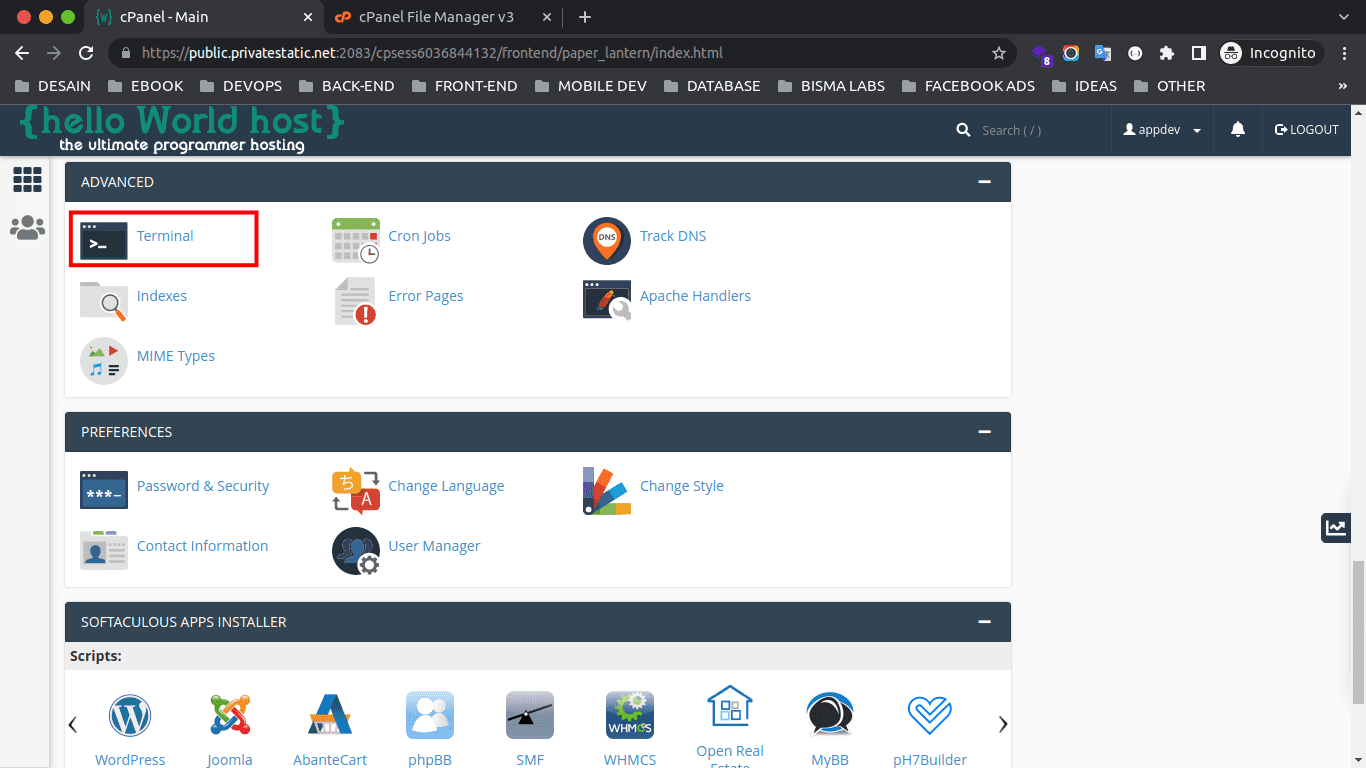 cPanel - Main
cPanel File Manager v3
https://public.privatestatic.net:2083/cpsess6036844132/frontend/paper_lantern/index.html
8
Incognito
DESAIN EBOOK DEVOPS BACK-END FRONT-END MOBILE DEV DATABASE BISMA LABS FACEBOOK ADS IDEAS OTHER »
{hello World host}
the ultimate programmer hosting
Search ( / )
appdev
LOGOUT
ADVANCED
>_
Terminal
Cron Jobs
DNS
Track DNS
Indexes
Error Pages
Apache Handlers
MIME Types
PREFERENCES
***_
Password & Security
ち
A
Change Language
Change Style
Contact Information
User Manager
SOFTACULOUS APPS INSTALLER
Scripts:
WHMCS
WordPress
Joomla
AbanteCart
phpBB
SMF
WHMCS
Open Real
Estate
MyBB
pH7Builder